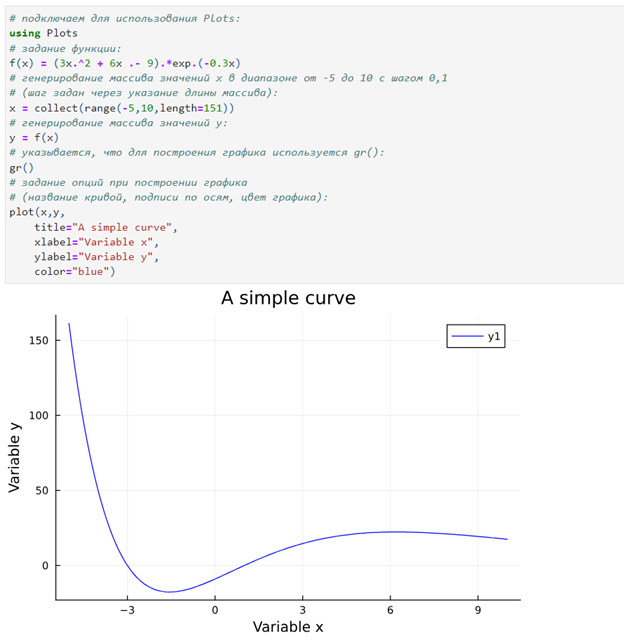 # подключаем для использования Plots:
using Plots
# задание функции:
f(x) = (3x.^2 + 6x .- 9).*exp.(-0.3x)
# генерирование массива значений x в диапазоне от -5 до 10 с шагом 0,1
# (шаг задан через указание длины массива):
x = collect(range(-5,10,length=151))
# генерирование массива значений y:
y = f(x)
# указывается, что для построения графика используется gr():
gr()
# задание опций при построении графика
# (название кривой, подписи по осям, цвет графика):
plot(x,y,
    title="A simple curve",
    xlabel="Variable x",
    ylabel="Variable y",
    color="blue")
A simple curve
y1
150
100
50
0
Variable y
-3 0 3 6 9
Variable x